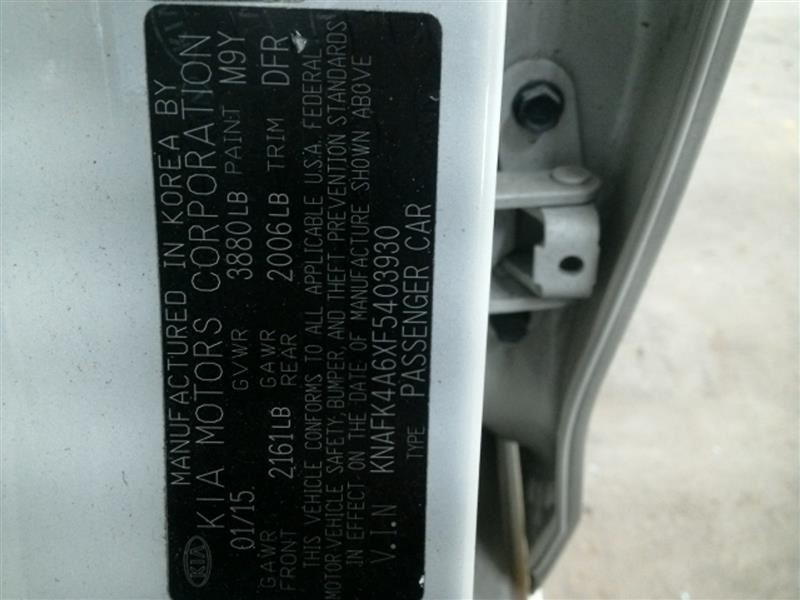 MANUFACTURED IN KOREA BY
KIA KIA MOTORS CORPORATION
01/15 GVWR 3880LB PAINT M9Y
GAWR FRONT 2161LB GAWR REAR 2006LB TRIM DFR
THIS VEHICLE CONFORMS TO ALL APPLICABLE U.S.A. FEDERAL
MOTOR VEHICLE SAFETY, BUMPER, AND THEFT PREVENTION STANDARDS
IN EFFECT ON THE DATE OF MANUFACTURE SHOWN ABOVE
V.I.N KNAFK4A6XF5403930
TYPE PASSENGER CAR